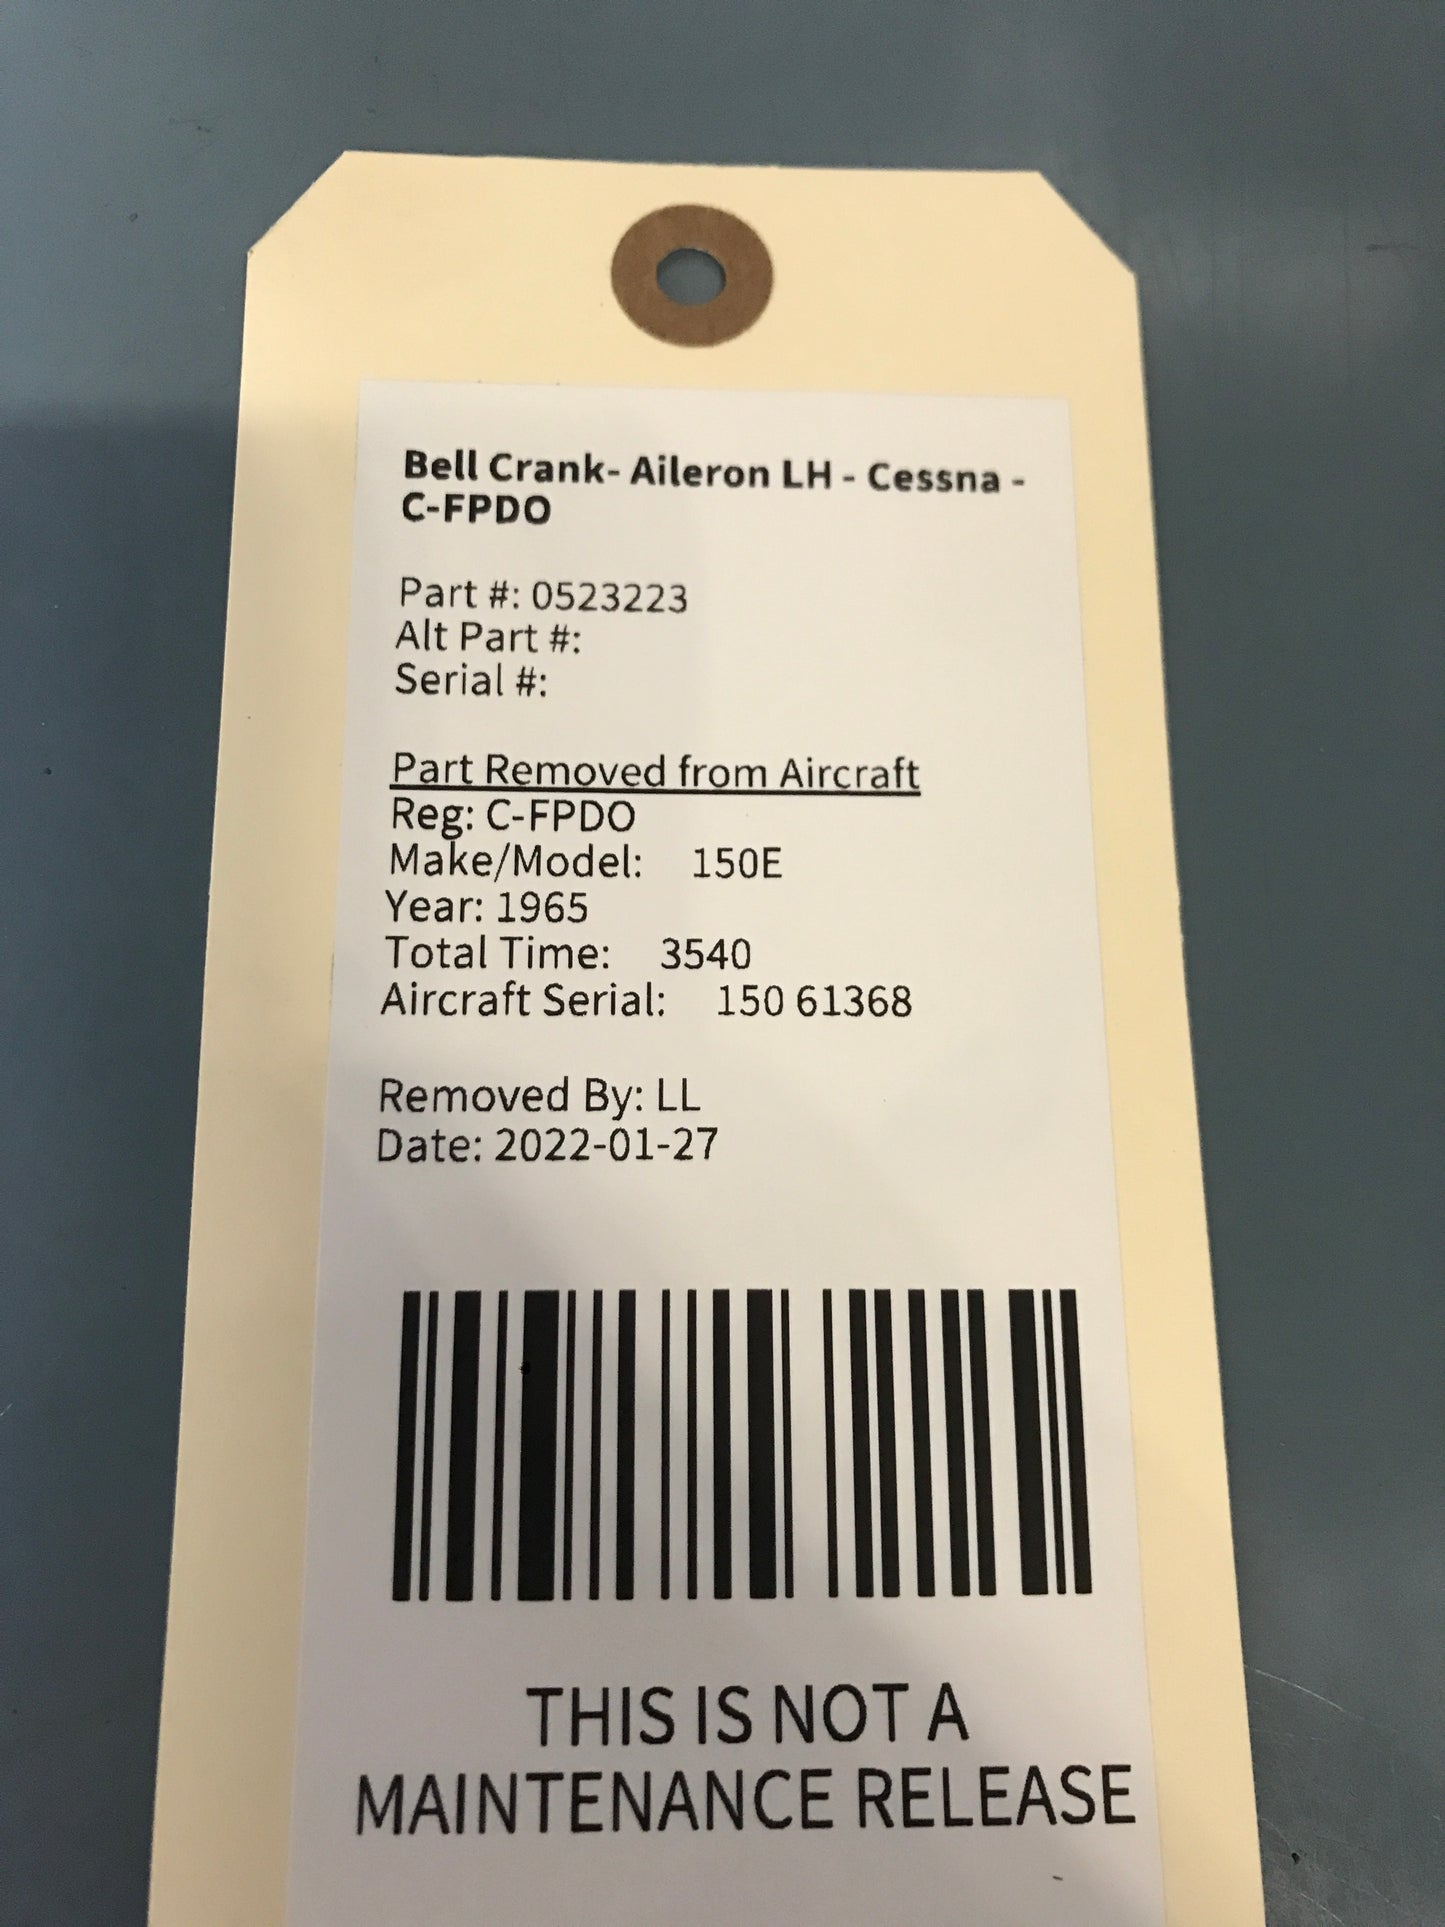 Bell Crank- Aileron LH - Cessna -
C-FPDO
Part #: 0523223
Alt Part #:
Serial #:
Part Removed from Aircraft
Reg: C-FPDO
Make/Model: 150E
Year: 1965
Total Time: 3540
Aircraft Serial: 150 61368
Removed By: LL
Date: 2022-01-27
THIS IS NOT A
MAINTENANCE RELEASE